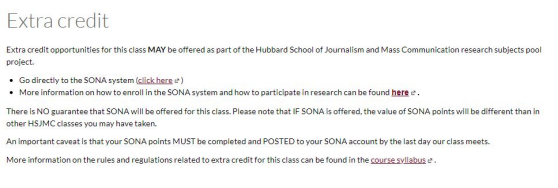 Extra credit
Extra credit opportunities for this class MAY be offered as part of the Hubbard School of Journalism and Mass Communication research subjects pool
project.
• Go directly to the SONA system (click here)
• More information on how to enroll in the SONA system and how to participate in research can be found here.
There is NO guarantee that SONA will be offered for this class. Please note that IF SONA is offered, the value of SONA points will be different than in
other HSJMC classes you may have taken.
An important caveat is that your SONA points MUST be completed and POSTED to your SONA account by the last day our class meets.
More information on the rules and regulations related to extra credit for this class can be found in the course syllabus.